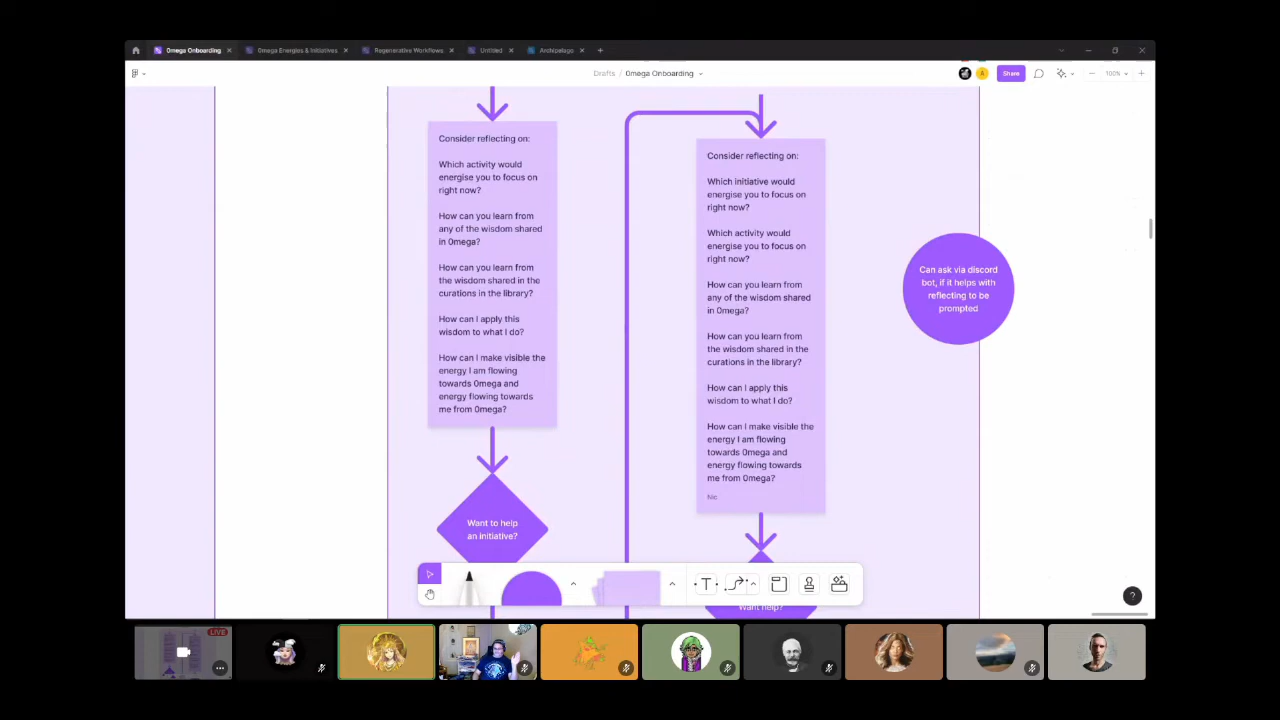 0mega Onboarding
0mega Energies & Initiatives
Regenerative Workflows
Untitled
Archipelago
Drafts / 0mega Onboarding
A
Share
100%
Consider reflecting on:
Which activity would
energise you to focus on
right now?
How can you learn from
any of the wisdom shared
in 0mega?
How can you learn from
the wisdom shared in the
curations in the library?
How can I apply this
wisdom to what I do?
How can I make visible the
energy I am flowing
towards 0mega and
energy flowing towards
me from 0mega?
Want to help
an initiative?
Consider reflecting on:
Which initiative would
energise you to focus on
right now?
Which activity would
energise you to focus on
right now?
How can you learn from
any of the wisdom shared
in 0mega?
How can you learn from
the wisdom shared in the
curations in the library?
How can I apply this
wisdom to what I do?
How can I make visible the
energy I am flowing
towards 0mega and
energy flowing towards
me from 0mega?
Nic
Want help?
Can ask via discord
bot, if it helps with
reflecting to be
prompted
T
?
LIVE